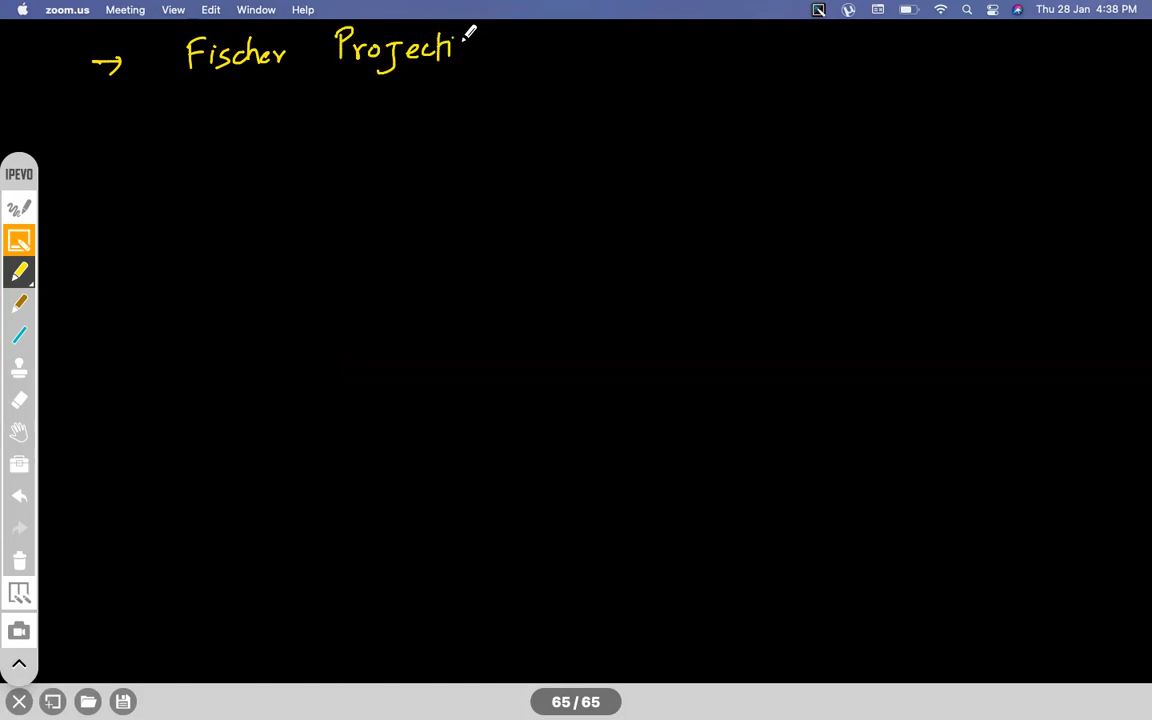 zoom.us Meeting View Edit Window Help Thu 28 Jan 4:38 PM
→ Fischer Projecti
IPEVO
65/65